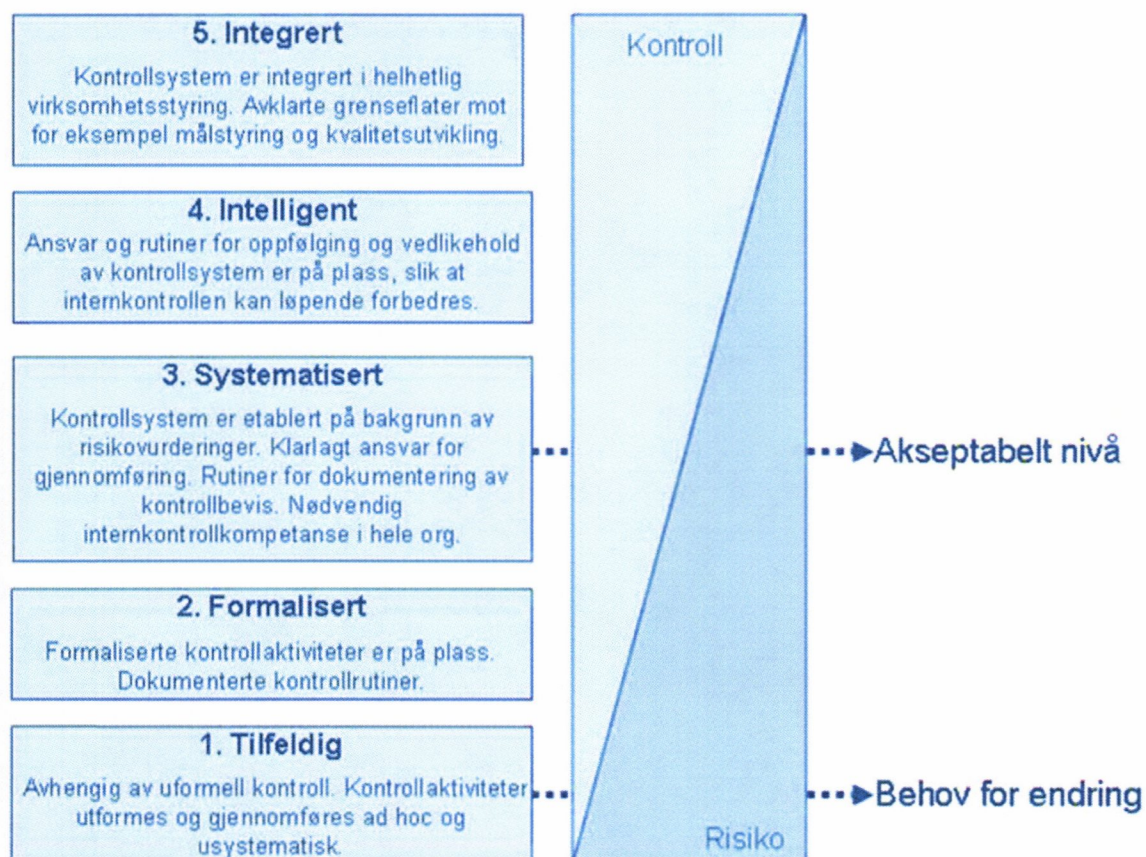 5. Integrert
Kontrollsystem er integrert i helhetlig
virksomhetsstyring. Avklarte grenseflater mot
for eksempel målstyring og kvalitetsutvikling.
4. Intelligent
Ansvar og rutiner for oppfølging og vedlikehold
av kontrollsystem er på plass, slik at
internkontrollen kan løpende forbedres.
3. Systematisert
Kontrollsystem er etablert på bakgrunn av
risikovurderinger. Klarlagt ansvar for
gjennomføring. Rutiner for dokumentering av
kontrollbevis. Nødvendig
internkontrollkompetanse i hele org.
2. Formalisert
Formaliserte kontrollaktiviteter er på plass.
Dokumenterte kontrollrutiner.
1. Tilfeldig
Avhengig av uformell kontroll. Kontrollaktiviteter
utformes og gjennomføres ad hoc og
usystematisk.
Kontroll
Risiko
Akseptabelt nivå
Behov for endring